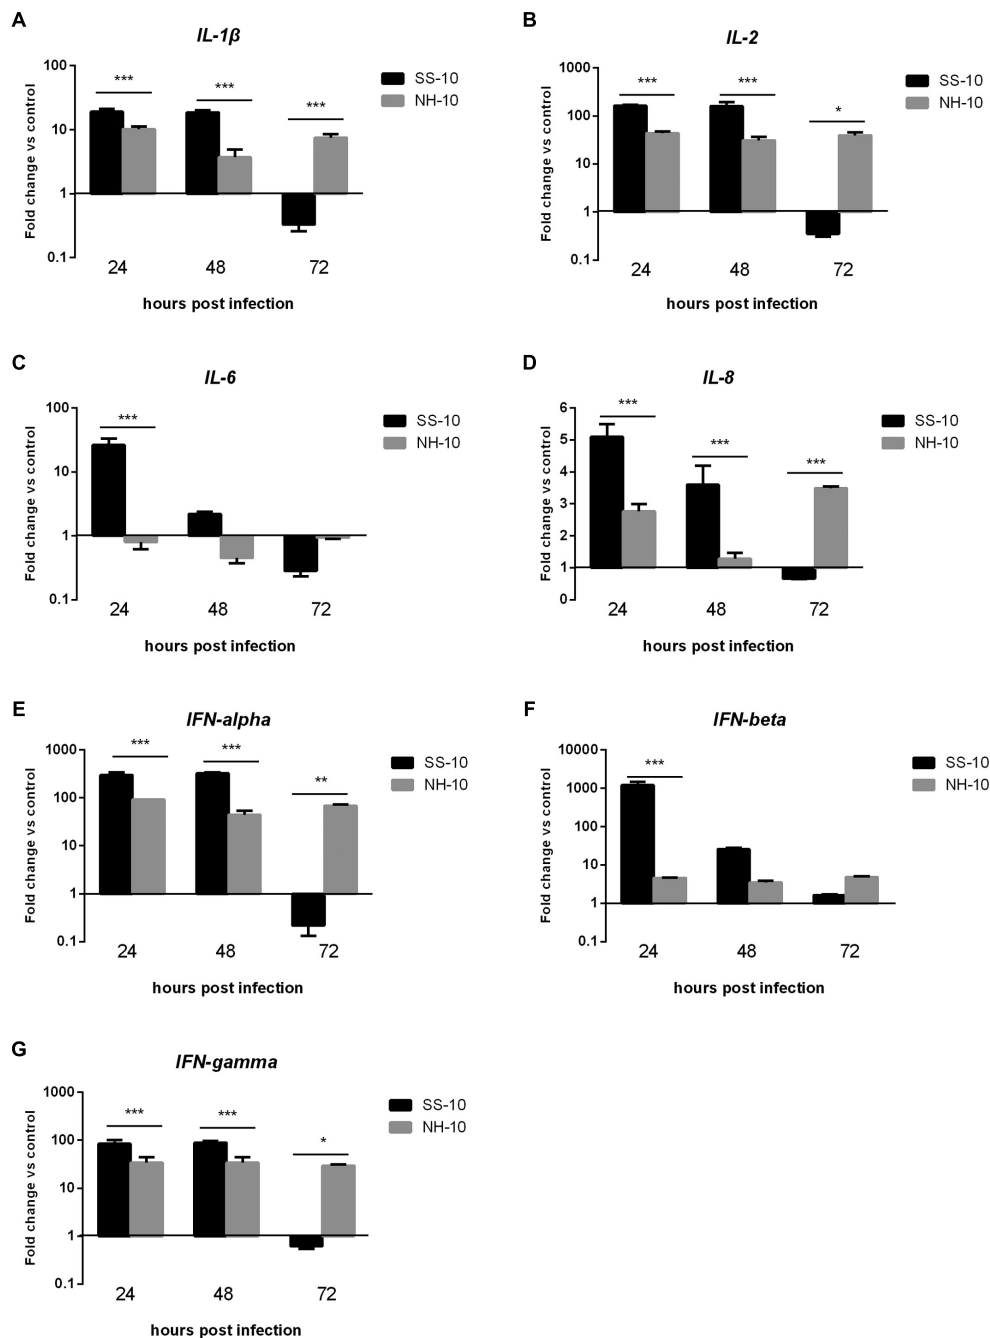 A
IL-1β
Fold change vs control
100
10
1
0.1
***
***
***
SS-10
NH-10
24 48 72
hours post infection
B
IL-2
Fold change vs control
1000
100
10
1
0.1
***
***
*
SS-10
NH-10
24 48 72
hours post infection
C
IL-6
Fold change vs control
100
10
1
0.1
***
SS-10
NH-10
24 48 72
hours post infection
D
IL-8
Fold change vs control
6
5
4
3
2
1
0
***
***
***
SS-10
NH-10
24 48 72
hours post infection
E
IFN-alpha
Fold change vs control
1000
100
10
1
0.1
***
***
**
SS-10
NH-10
24 48 72
hours post infection
F
IFN-beta
Fold change vs control
10000
1000
100
10
1
0.1
***
SS-10
NH-10
24 48 72
hours post infection
G
IFN-gamma
Fold change vs control
1000
100
10
1
0.1
***
***
*
SS-10
NH-10
24 48 72
hours post infection